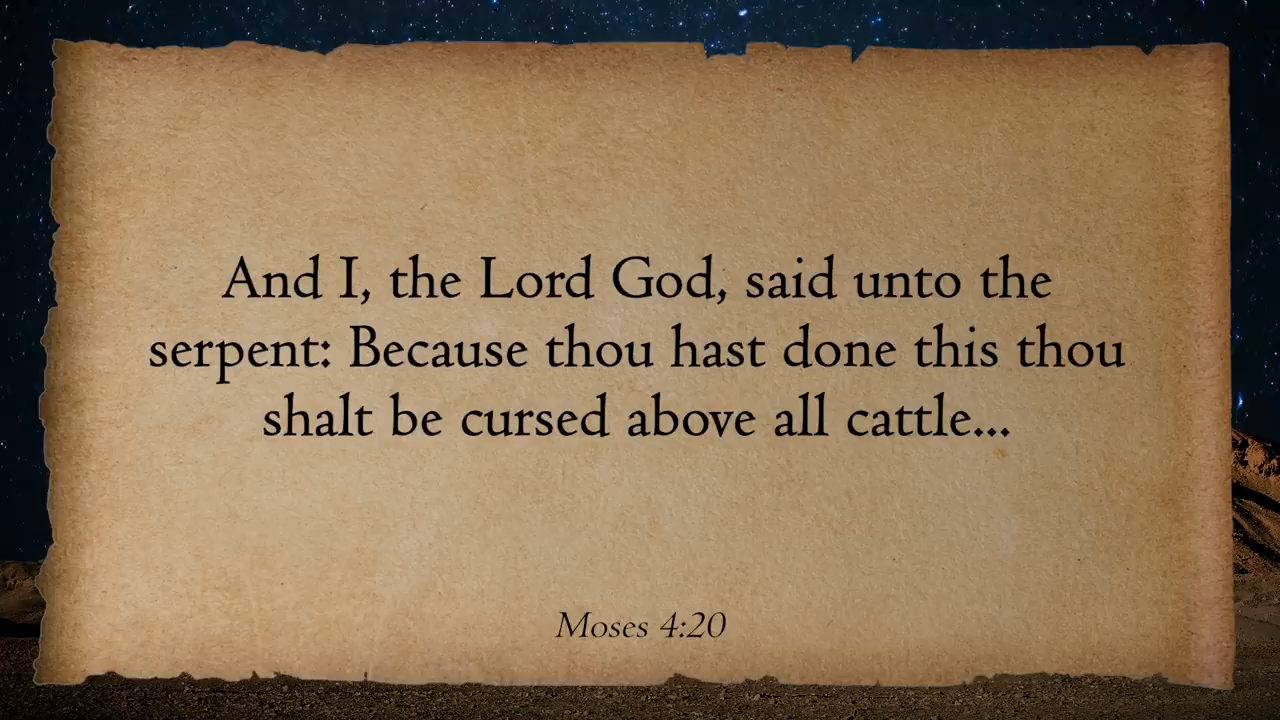 And I, the Lord God, said unto the
serpent: Because thou hast done this thou
shalt be cursed above all cattle...
Moses 4:20